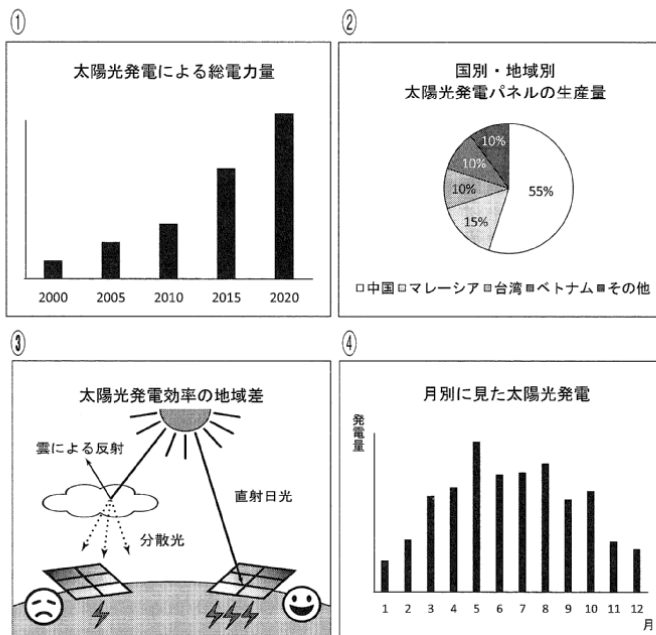 ①
太陽光発電による総電力量
2000 2005 2010 2015 2020
②
国別・地域別
太陽光発電パネルの生産量
10%
10%
10%
15%
55%
□中国□マレーシア■台湾■ベトナム■その他
③
太陽光発電効率の地域差
雲による反射
直射日光
分散光
④
月別に見た太陽光発電
発電量
1 2 3 4 5 6 7 8 9 10 11 12
月